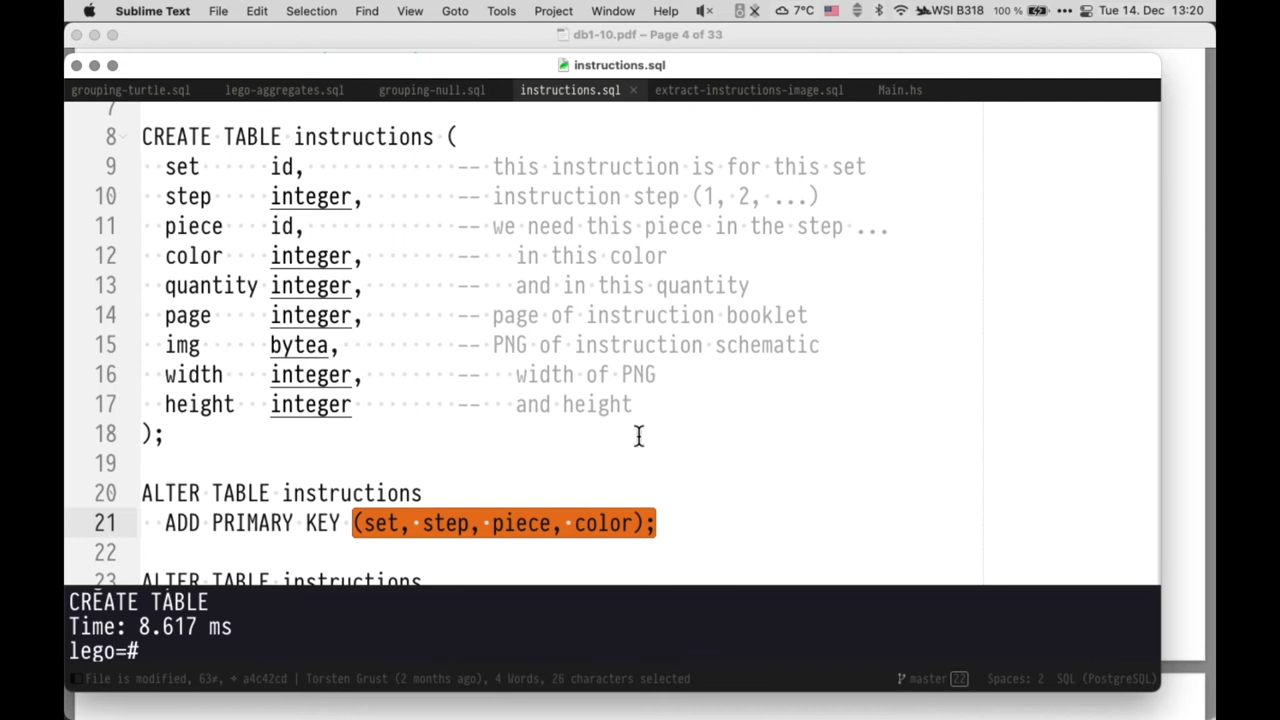 Sublime Text File Edit Selection Find View Goto Tools Project Window Help 7°C WSI B318 100 % Tue 14. Dec 13:20
db1-10.pdf – Page 4 of 33
instructions.sql
grouping-turtle.sql lego-aggregates.sql grouping-null.sql instructions.sql × extract-instructions-image.sql Main.hs
7
8 CREATE TABLE instructions (
9 set id, -- this instruction is for this set
10 step integer, -- instruction step (1, 2, ...)
11 piece id, -- we need this piece in the step ...
12 color integer, -- in this color
13 quantity integer, -- and in this quantity
14 page integer, -- page of instruction booklet
15 img bytea, -- PNG of instruction schematic
16 width integer, -- width of PNG
17 height integer -- and height
18 );
19
20 ALTER TABLE instructions
21 ADD PRIMARY KEY (set, step, piece, color);
22
23 ALTER TABLE instructions
CREATE TABLE
Time: 8.617 ms
lego=#
File is modified, 63≠, + a4c42cd | Torsten Grust (2 months ago), 4 Words, 26 characters selected master 22 Spaces: 2 SQL (PostgreSQL)